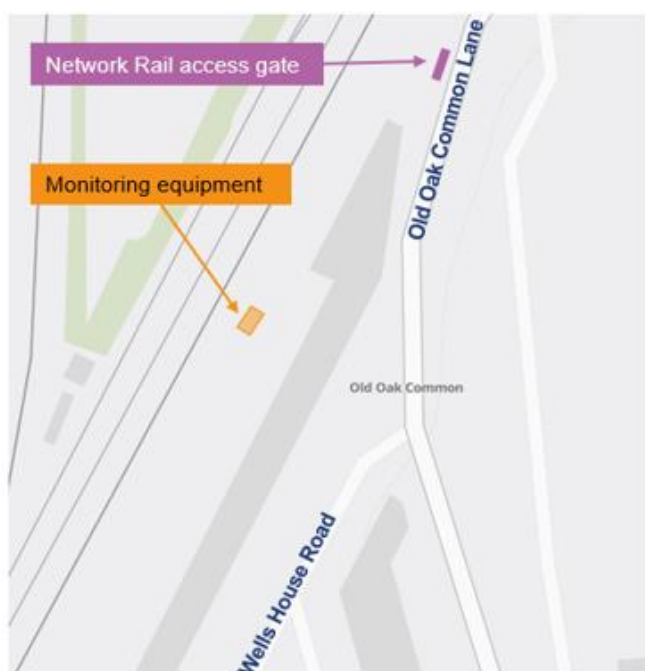 Network Rail access gate
Old Oak Common Lane
Monitoring equipment
Old Oak Common
Wells House Road